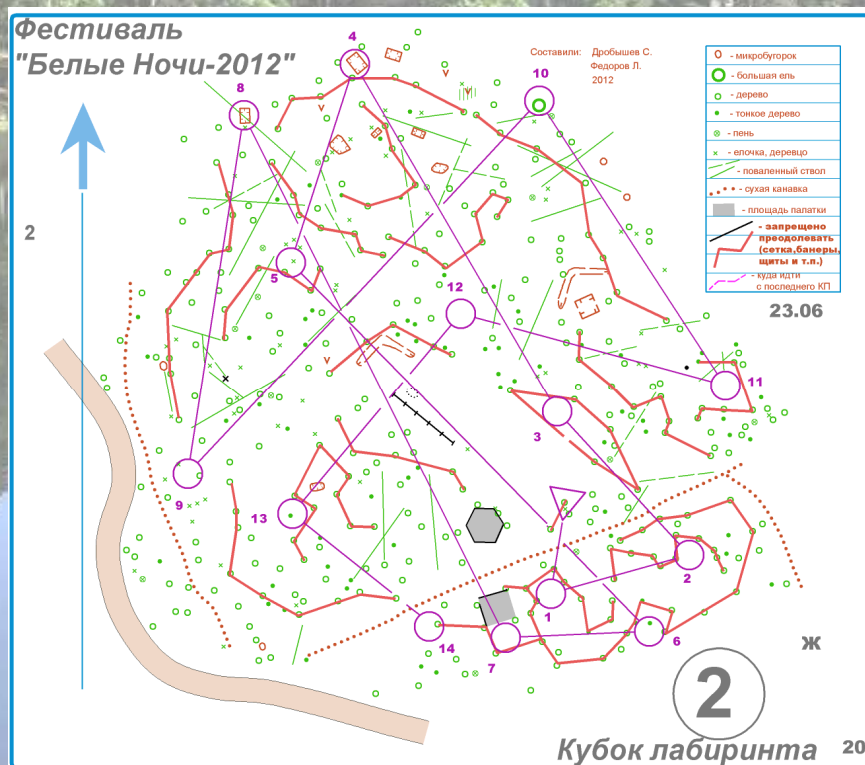 Фестиваль
"Белые Ночи-2012"
Составили: Дробышев С.
Федоров Л.
2012
- микробугорок
- большая ель
- дерево
- тонкое дерево
- пень
- елочка, деревцо
- поваленный ствол
- сухая канавка
- площадь палатки
- запрещено
преодолевать
(сетка,банеры,
щиты и т.п.)
- куда идти
с последнего КП
23.06
4
8
10
2
5
12
11
3
9
13
2
1
6
14
7
ж
2
Кубок лабиринта
20